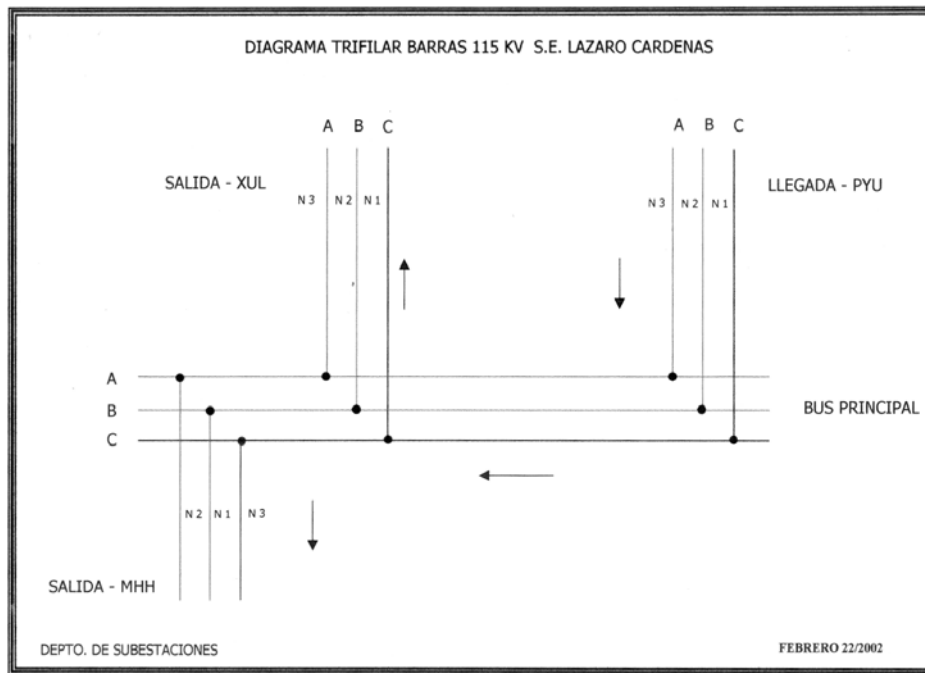 DIAGRAMA TRIFILAR BARRAS 115 KV S.E. LAZARO CARDENAS
A B C
A B C
SALIDA - XUL
LLEGADA - PYU
N 3 N 2 N 1
N 3 N 2 N 1
A
B
BUS PRINCIPAL
C
N 2 N 1 N 3
SALIDA - MHH
DEPTO. DE SUBESTACIONES
FEBRERO 22/2002